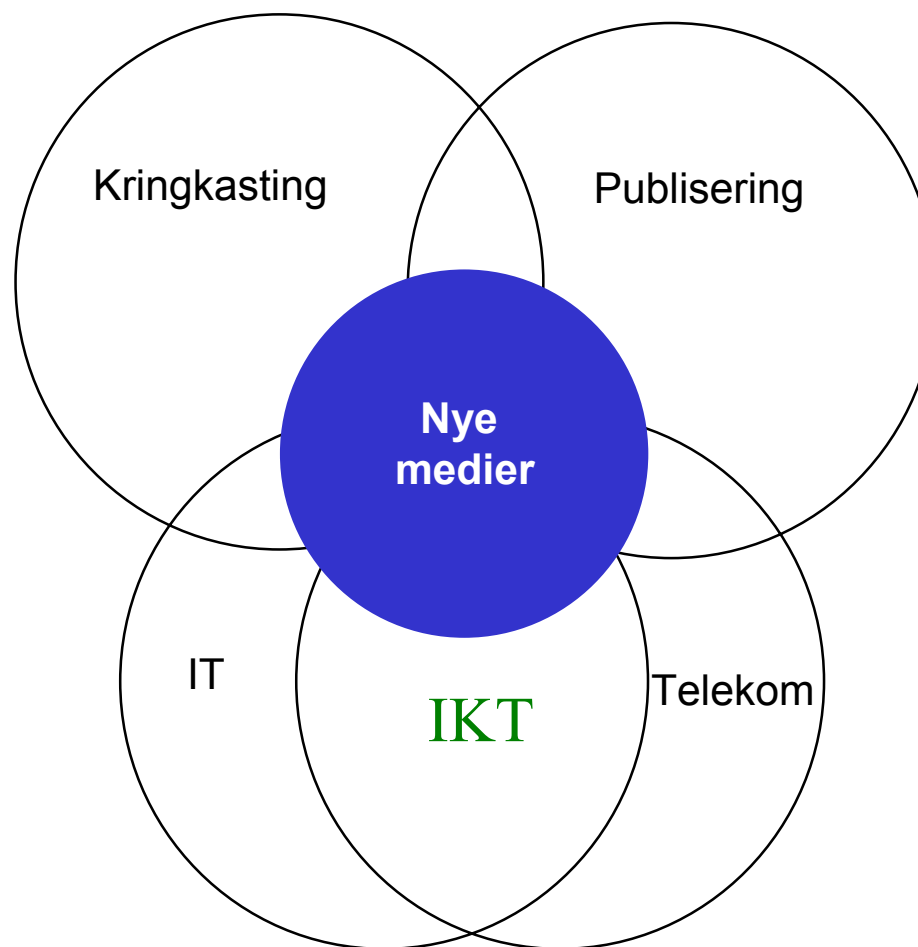 Kringkasting
Publisering
Nye
medier
IT
IKT
Telekom